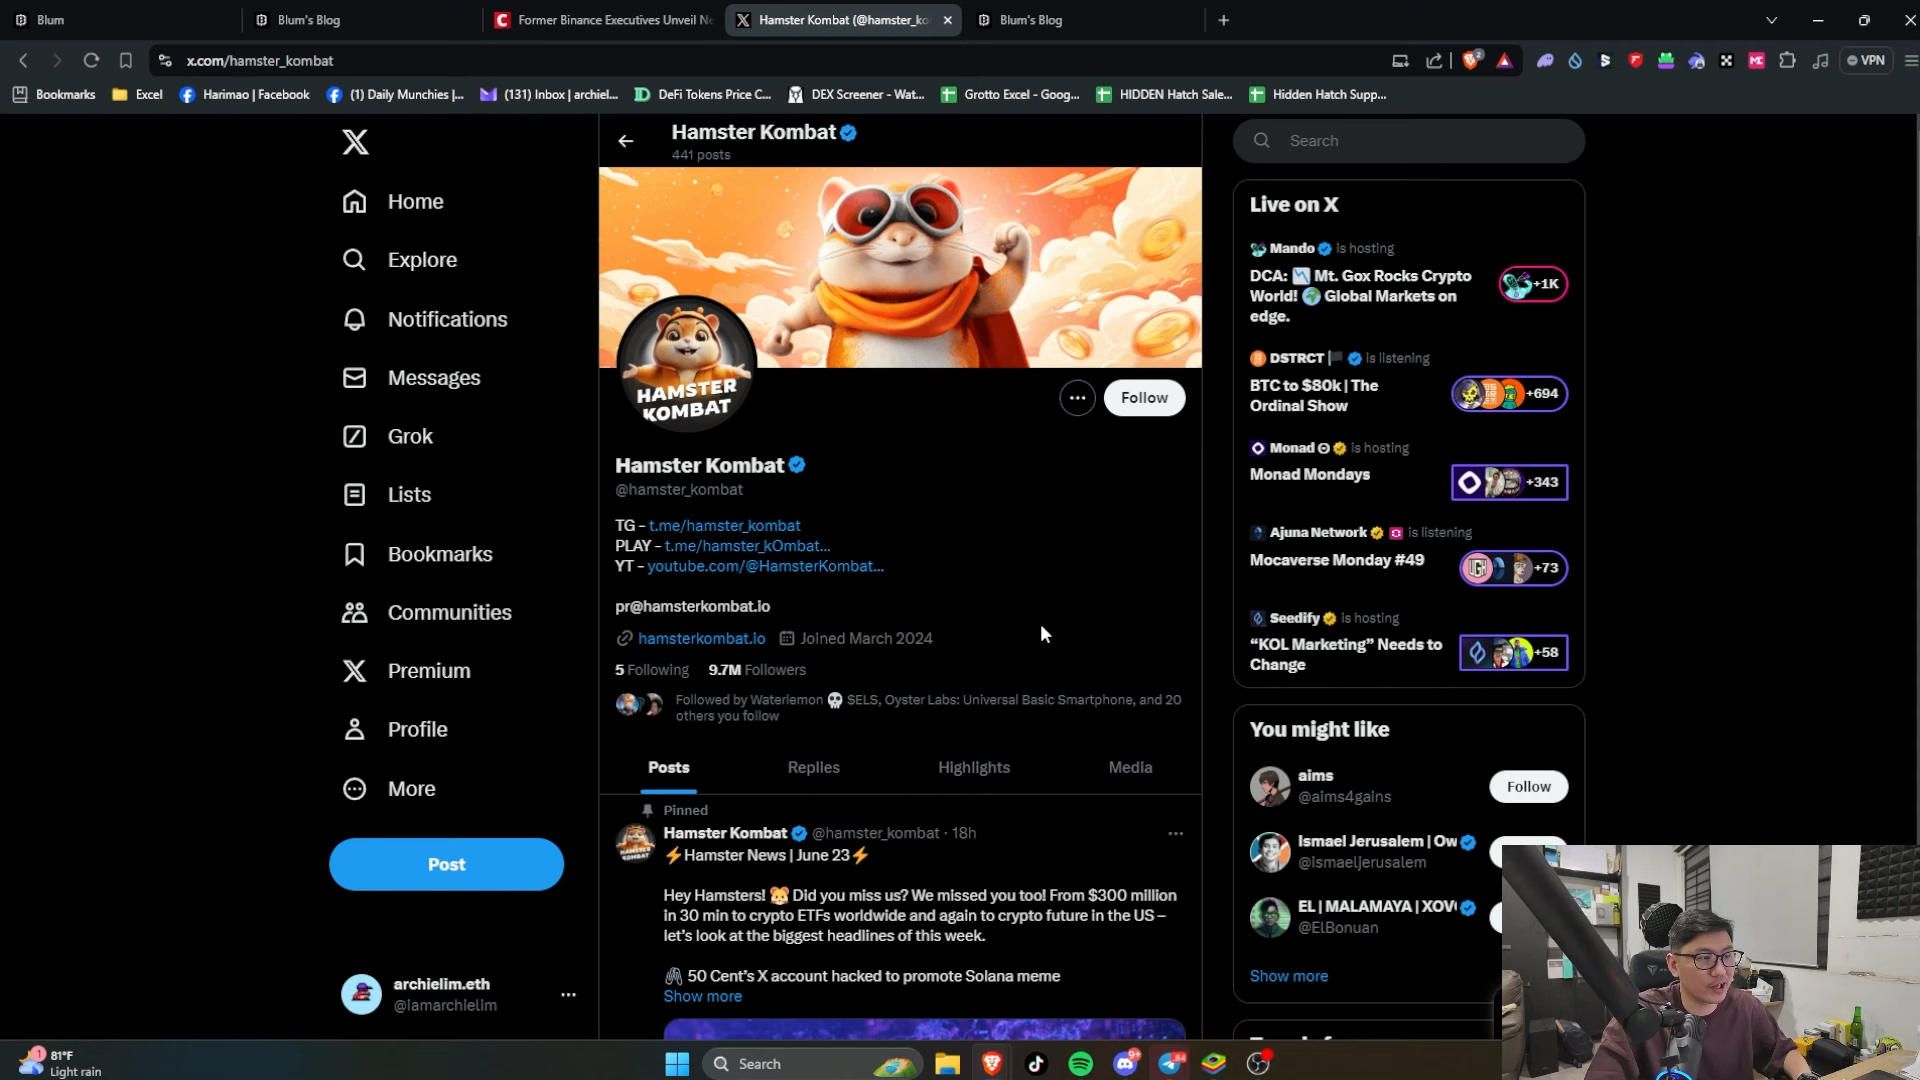 Blum
Blum's Blog
Former Binance Executives Unveil Ne
Hamster Kombat (@hamster_ko
Blum's Blog
x.com/hamster_kombat
VPN
Bookmarks
Excel
Harimao | Facebook
(1) Daily Munchies |...
(131) Inbox | archiel...
DeFi Tokens Price C...
DEX Screener - Wat...
Grotto Excel - Goog...
HIDDEN Hatch Sale...
Hidden Hatch Supp...
Home
Explore
Notifications
Messages
Grok
Lists
Bookmarks
Communities
Premium
Profile
More
Post
archielim.eth
@iamarchielim
Hamster Kombat
441 posts
HAMSTER
KOMBAT
Follow
Hamster Kombat
@hamster_kombat
TG – t.me/hamster_kombat
PLAY – t.me/hamster_kOmbat...
YT – youtube.com/@HamsterKombat...
pr@hamsterkombat.io
hamsterkombat.io Joined March 2024
5 Following 9.7M Followers
Followed by Waterlemon 💀 $ELS, Oyster Labs: Universal Basic Smartphone, and 20
others you follow
Posts
Replies
Highlights
Media
Pinned
Hamster Kombat @hamster_kombat · 18h
⚡Hamster News | June 23⚡
Hey Hamsters! 🐹 Did you miss us? We missed you too! From $300 million
in 30 min to crypto ETFs worldwide and again to crypto future in the US –
let's look at the biggest headlines of this week.
50 Cent's X account hacked to promote Solana meme
Show more
Search
Live on X
Mando is hosting
DCA: 📉 Mt. Gox Rocks Crypto
World! 🌍 Global Markets on
edge.
+1K
DSTRCT is listening
BTC to $80k | The
Ordinal Show
+694
Monad is hosting
Monad Mondays
+343
Ajuna Network is listening
Mocaverse Monday #49
+73
Seedify is hosting
"KOL Marketing" Needs to
Change
+58
You might like
aims
@aims4gains
Follow
Ismael Jerusalem | Ow
@ismaeljerusalem
EL | MALAMAYA | XOV
@ElBonuan
Show more
81°F
Light rain
Search